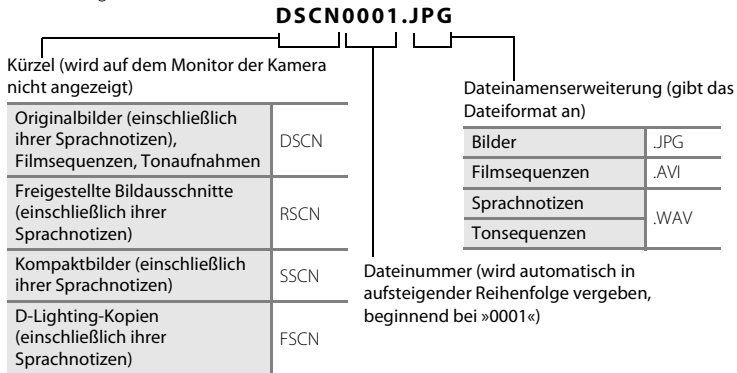 DSCN0001.JPG
Kürzel (wird auf dem Monitor der Kamera
nicht angezeigt)
Originalbilder (einschließlich
ihrer Sprachnotizen),
Filmsequenzen, Tonaufnahmen
DSCN
Freigestellte Bildausschnitte
(einschließlich ihrer
Sprachnotizen)
RSCN
Kompaktbilder (einschließlich
ihrer Sprachnotizen)
SSCN
D-Lighting-Kopien
(einschließlich ihrer
Sprachnotizen)
FSCN
Dateinamenserweiterung (gibt das
Dateiformat an)
Bilder .JPG
Filmsequenzen .AVI
Sprachnotizen
.WAV
Tonsequenzen
Dateinummer (wird automatisch in
aufsteigender Reihenfolge vergeben,
beginnend bei »0001«)